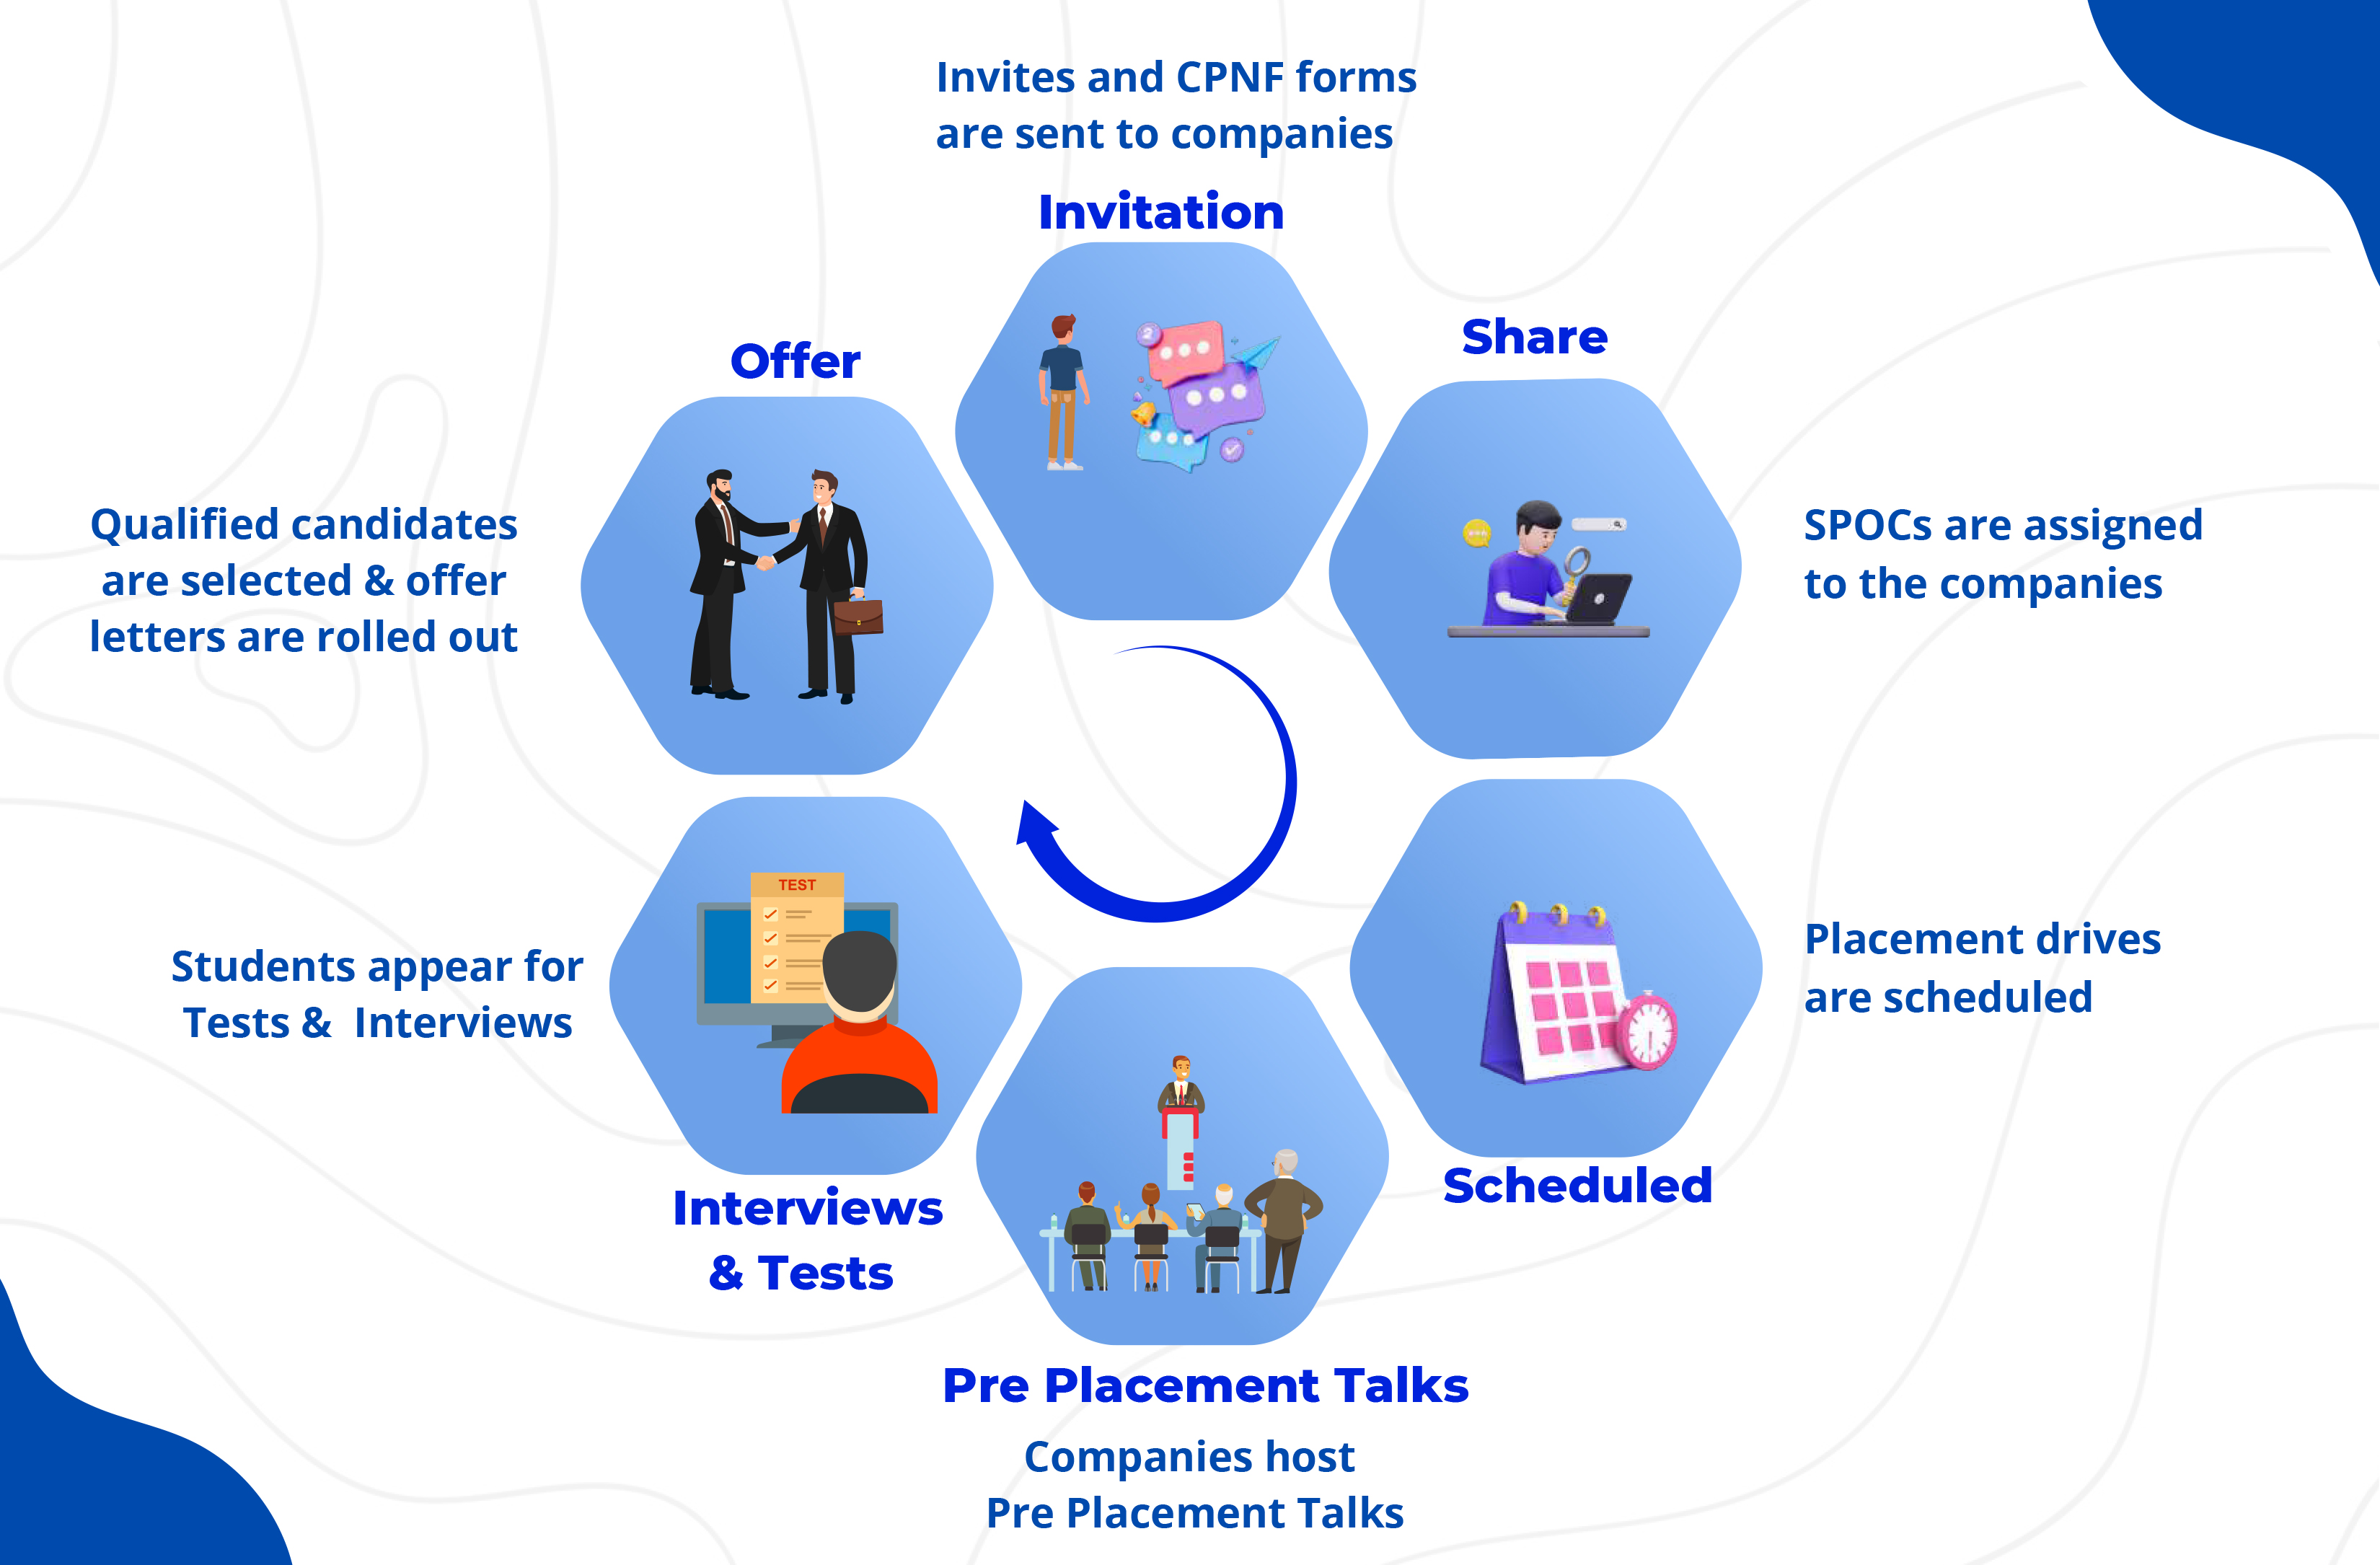 Invites and CPNF forms
are sent to companies
Invitation
Share
SPOCs are assigned
to the companies
Placement drives
are scheduled
Scheduled
Pre Placement Talks
Companies host
Pre Placement Talks
Interviews
& Tests
Students appear for
Tests &  Interviews
TEST
Offer
Qualified candidates
are selected & offer
letters are rolled out
2